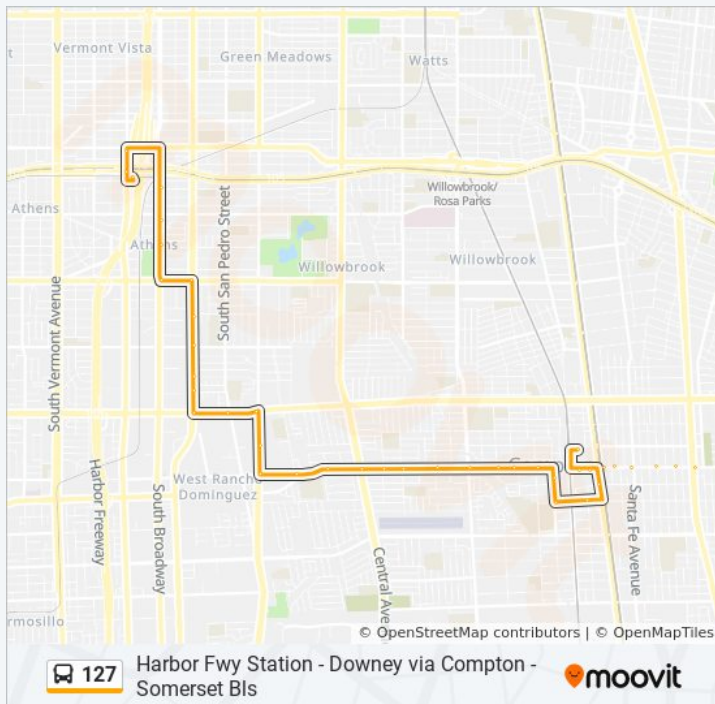 Vermont Vista
Green Meadows
Watts
Willowbrook/
Rosa Parks
Athens
South San Pedro Street
Athens
Willowbrook
Willowbrook
South Vermont Avenue
Harbor Freeway
South Broadway
West Rancho
Dominguez
Central Ave
Santa Fe Avenue
rmosillo
© OpenStreetMap contributors | © OpenMapTiles
127
Harbor Fwy Station - Downey via Compton -
Somerset Bls
moovit